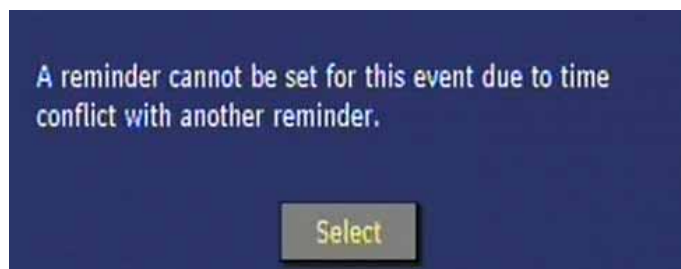 A reminder cannot be set for this event due to time
conflict with another reminder.
Select